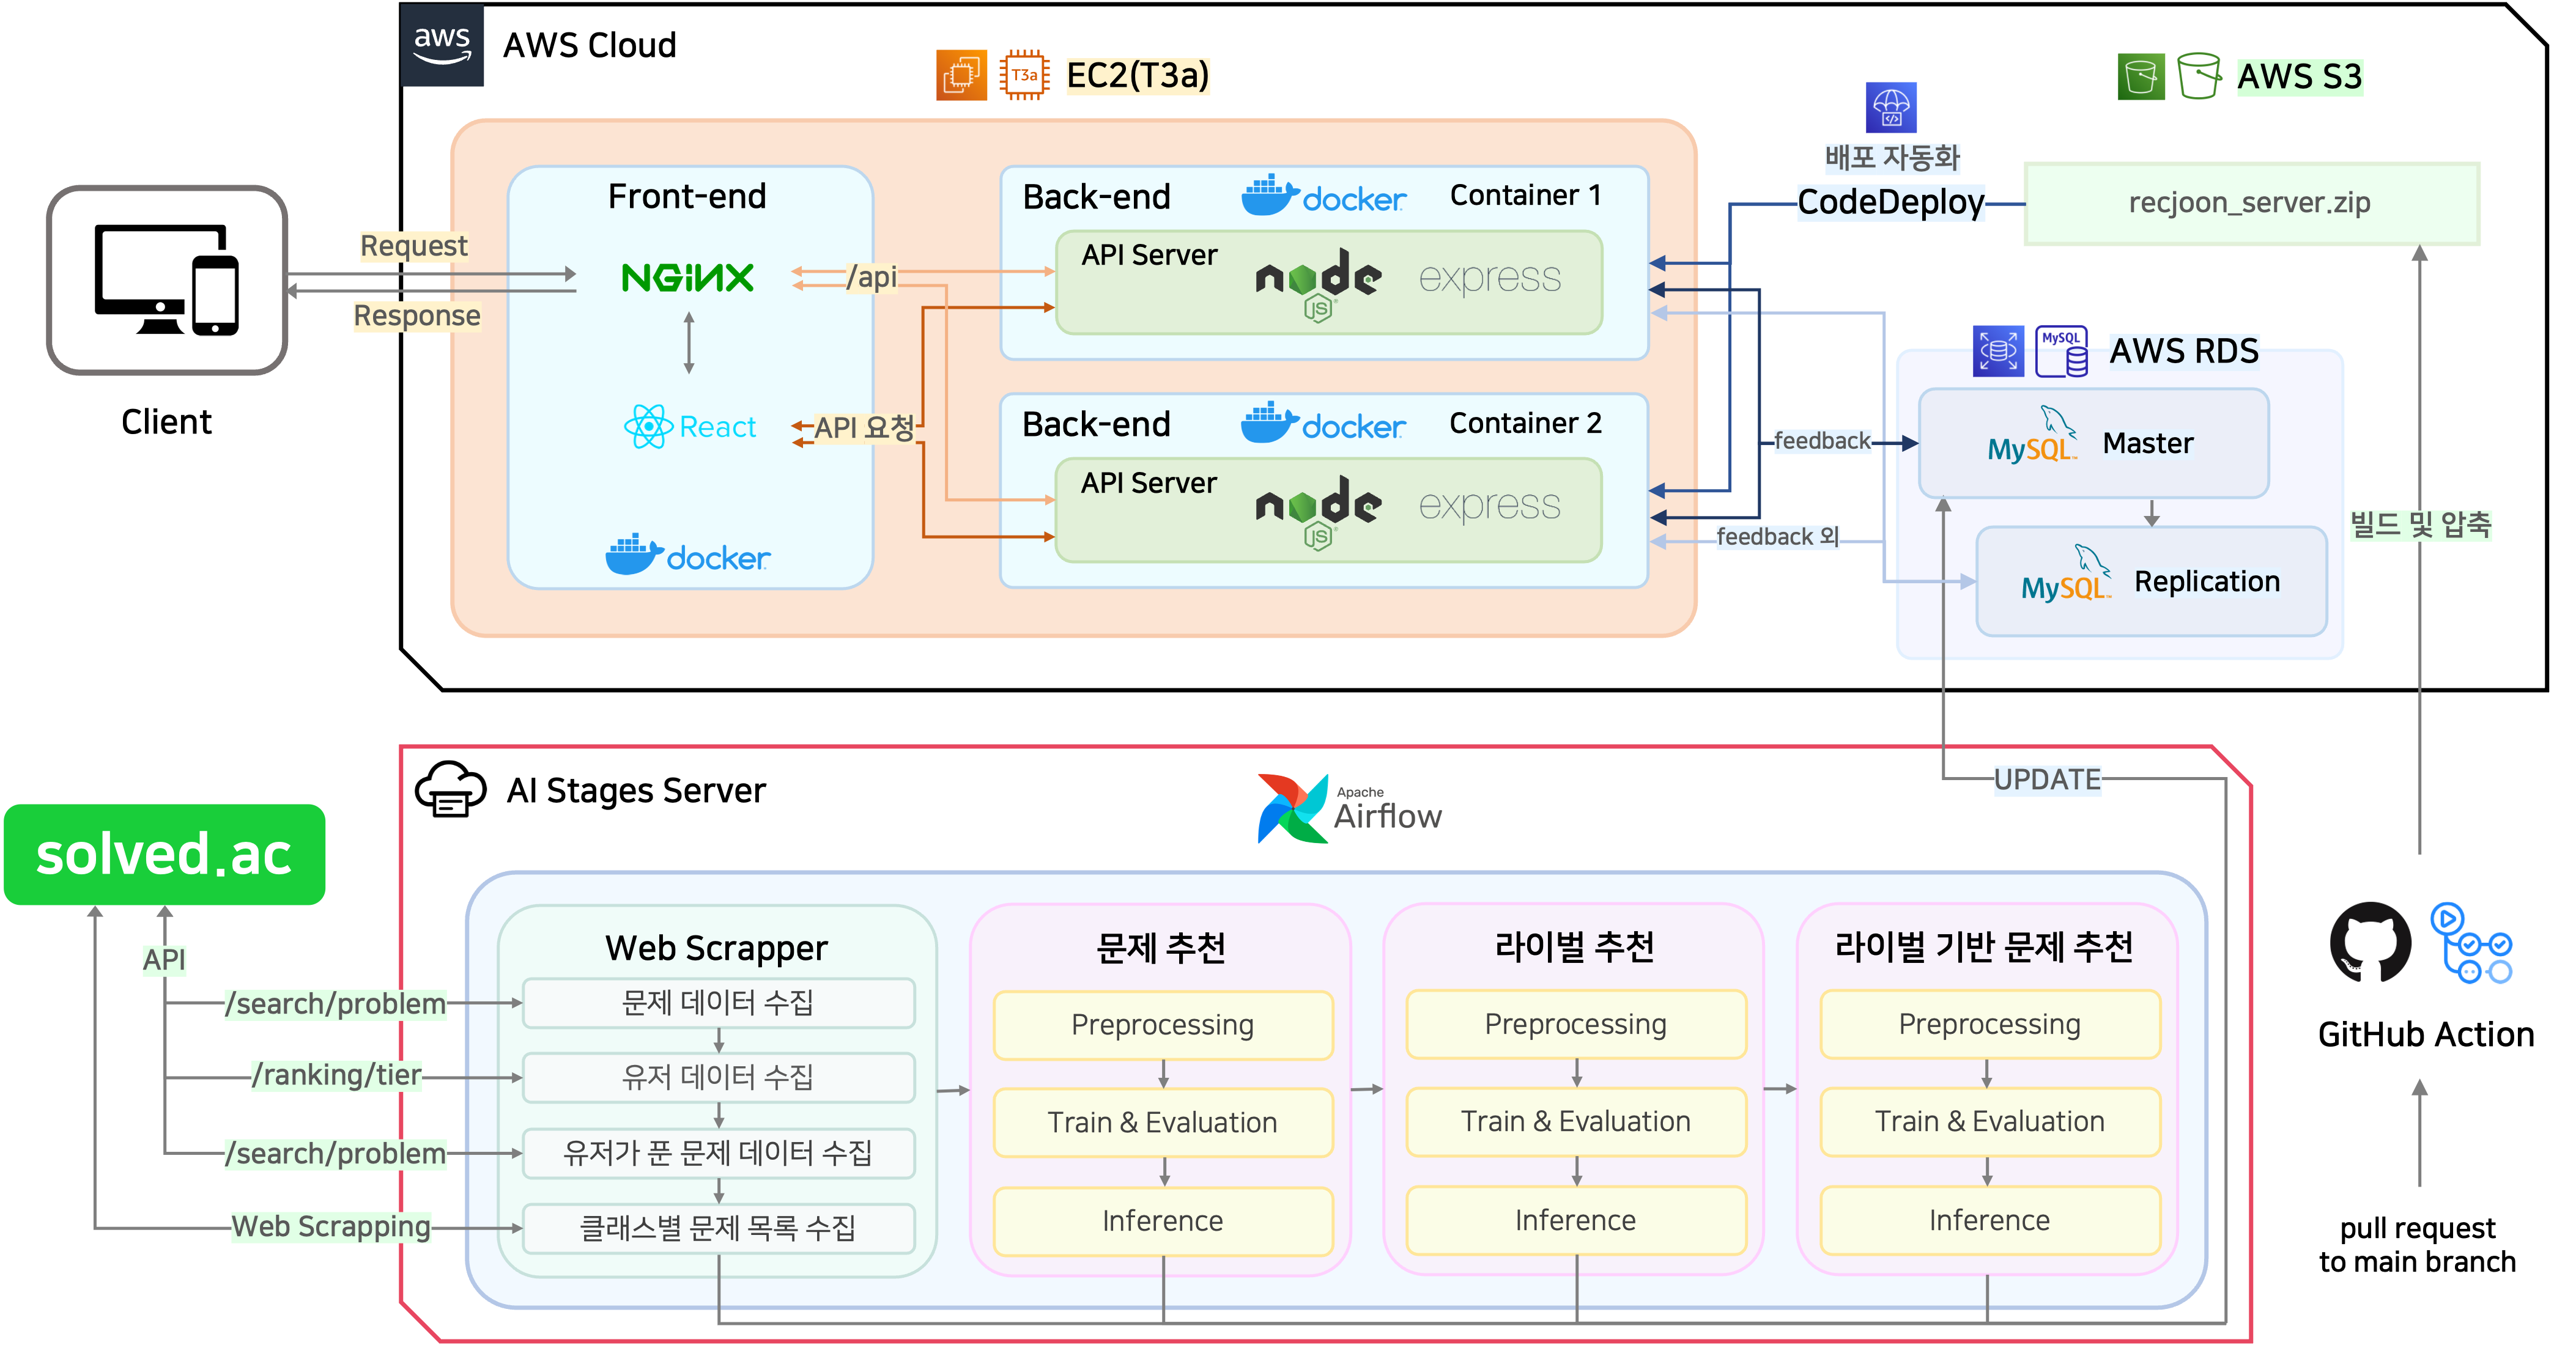 aws
AWS Cloud
T3a
EC2(T3a)
AWS S3
배포 자동화
CodeDeploy
recjoon_server.zip
Front-end
NGINX
React
docker
Back-end
docker
Container 1
API Server
node
JS
express
Back-end
docker
Container 2
API Server
node
JS
express
Request
Response
Client
/api
API 요청
MySQL
AWS RDS
MySQL
Master
MySQL
Replication
feedback
feedback 외
빌드 및 압축
AI Stages Server
Apache
Airflow
UPDATE
solved.ac
API
/search/problem
/ranking/tier
/search/problem
Web Scrapping
Web Scrapper
문제 데이터 수집
유저 데이터 수집
유저가 푼 문제 데이터 수집
클래스별 문제 목록 수집
문제 추천
Preprocessing
Train & Evaluation
Inference
라이벌 추천
Preprocessing
Train & Evaluation
Inference
라이벌 기반 문제 추천
Preprocessing
Train & Evaluation
Inference
GitHub Action
pull request
to main branch